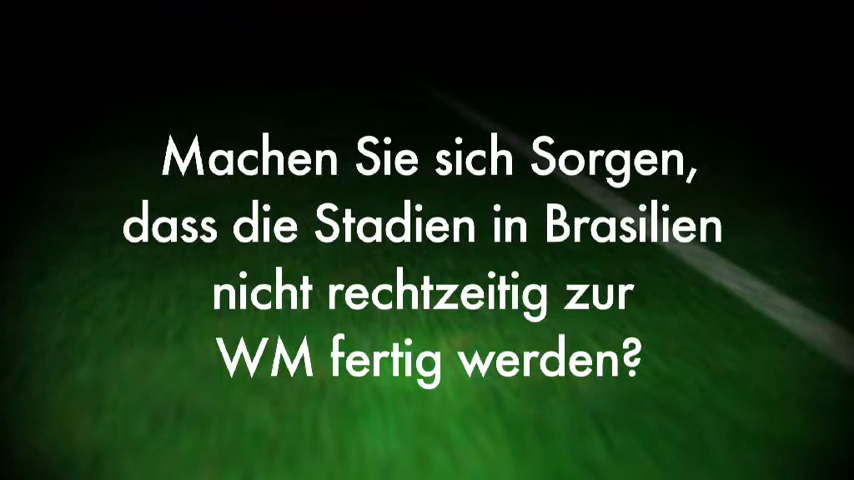 Machen Sie sich Sorgen,
dass die Stadien in Brasilien
nicht rechtzeitig zur
WM fertig werden?